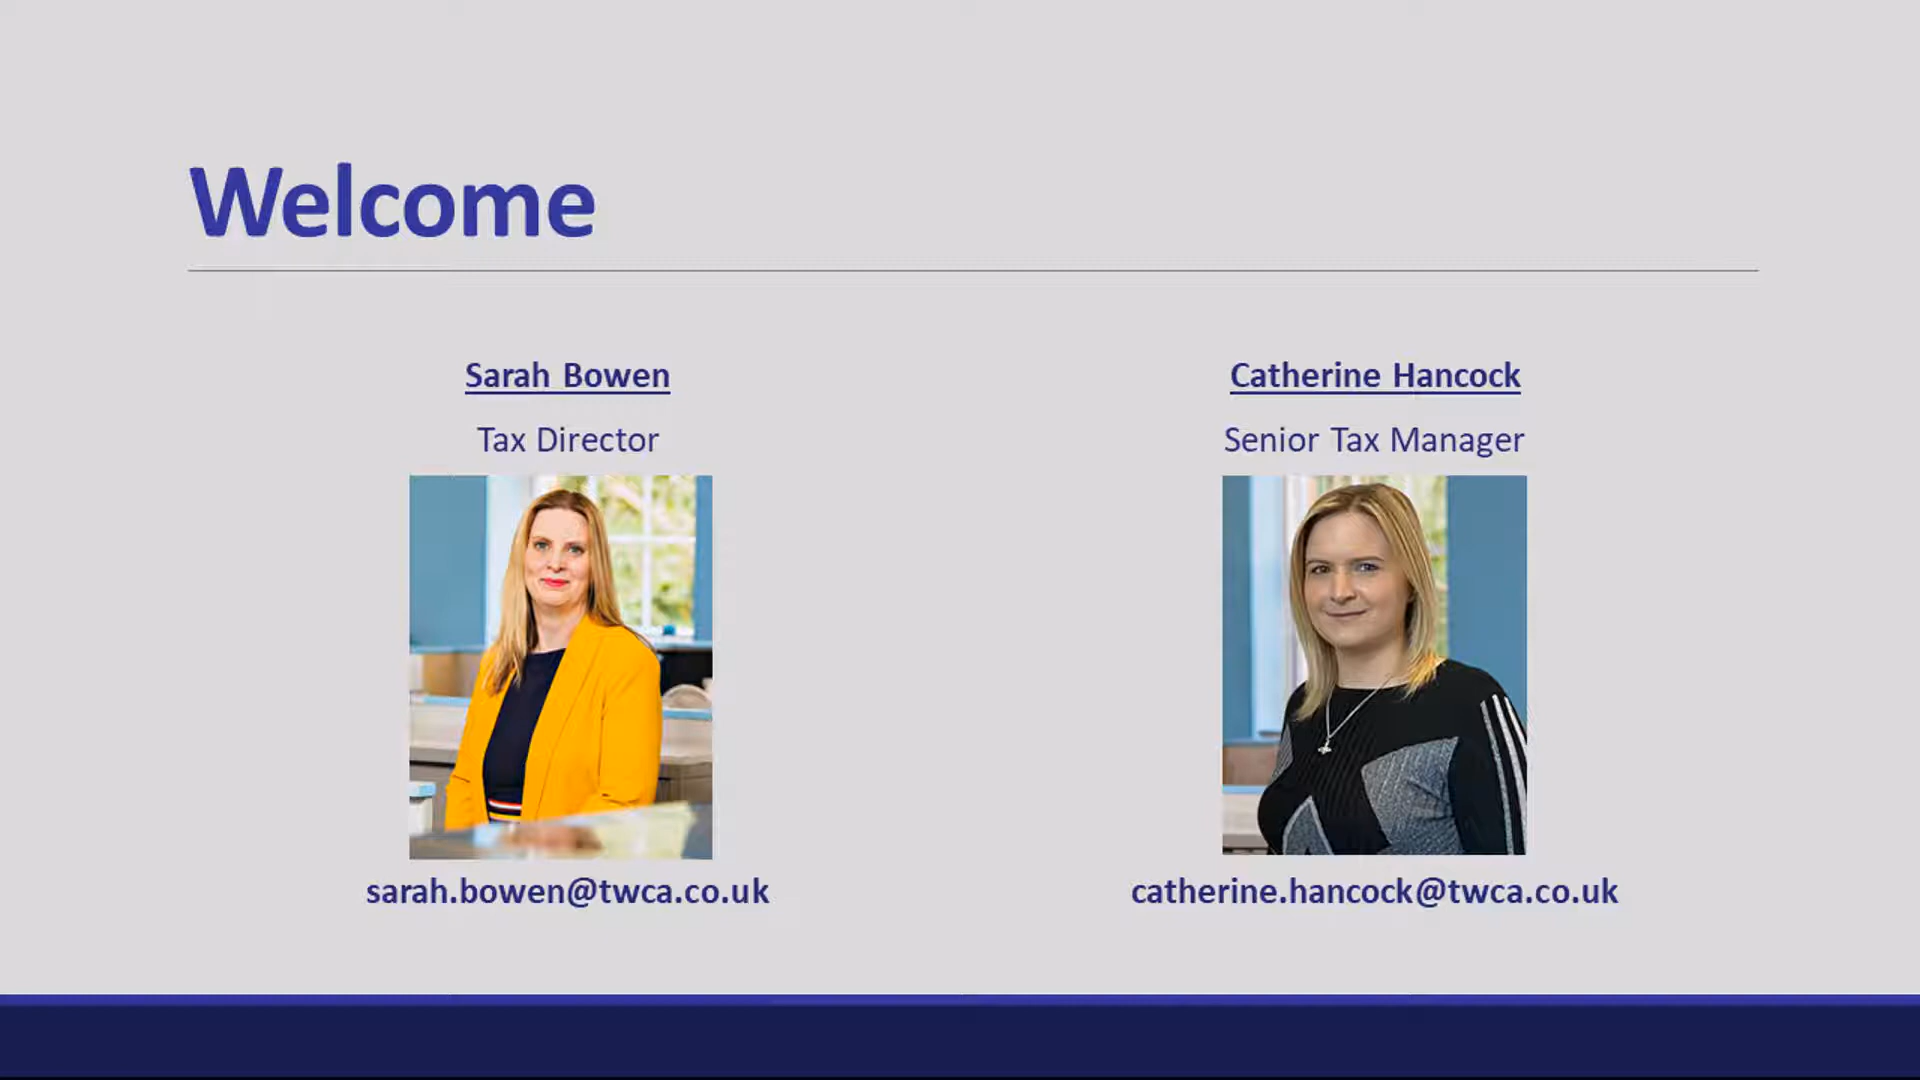 Welcome
Sarah Bowen
Tax Director
sarah.bowen@twca.co.uk
Catherine Hancock
Senior Tax Manager
catherine.hancock@twca.co.uk